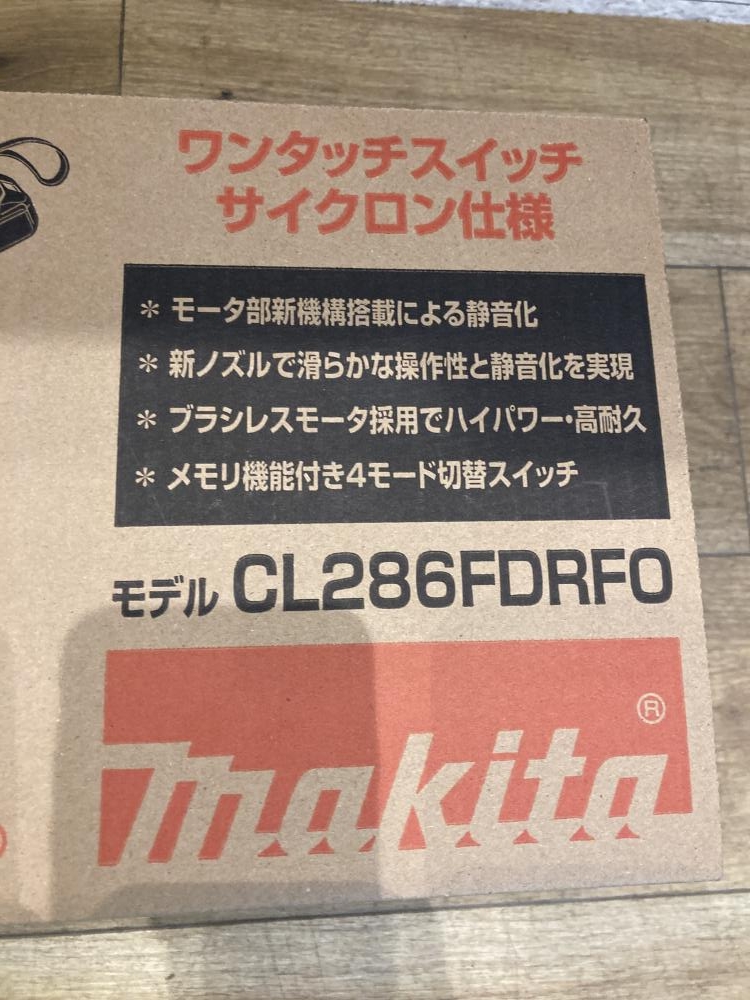 ワンタッチスイッチ
サイクロン仕様
＊ モータ部新機構搭載による静音化
＊ 新ノズルで滑らかな操作性と静音化を実現
＊ ブラシレスモータ採用でハイパワー・高耐久
＊ メモリ機能付き4モード切替スイッチ
モデル CL286FDRFO
makita®